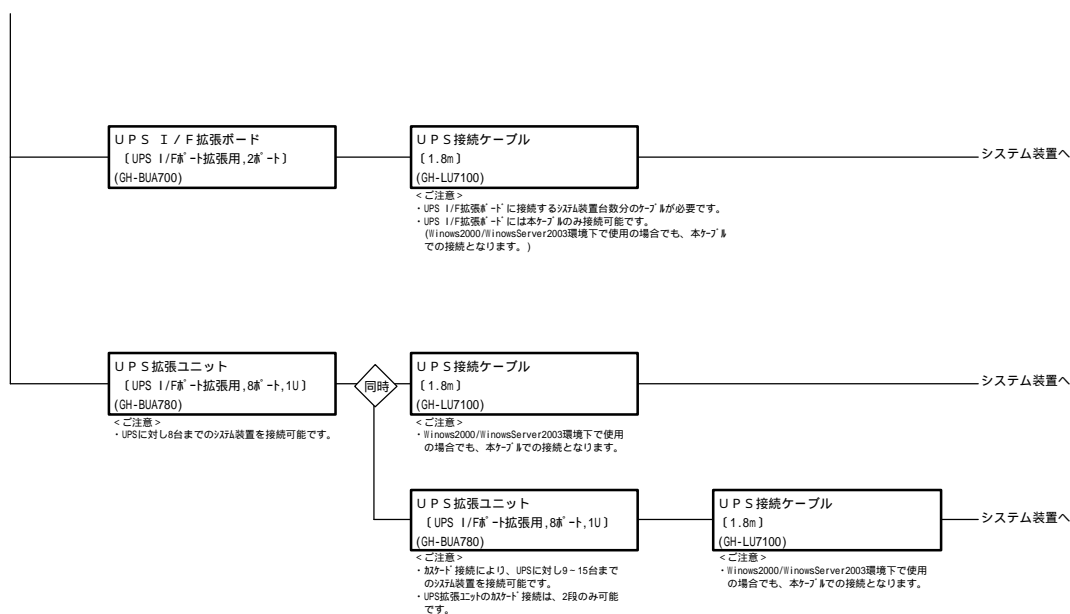 UPS I/F拡張ボード
〔UPS I/Fﾎﾟｰﾄ拡張用,2ﾎﾟｰﾄ〕
(GH-BUA700)
UPS接続ケーブル
〔1.8m〕
(GH-LU7100)
システム装置へ
<ご注意>
・UPS I/F拡張ﾎﾞｰﾄﾞに接続するｼｽﾃﾑ装置台数分のｹｰﾌﾞﾙが必要です。
・UPS I/F拡張ﾎﾞｰﾄﾞには本ｹｰﾌﾞﾙのみ接続可能です。
(Winows2000/WinowsServer2003環境下で使用の場合でも、本ｹｰﾌﾞﾙ
での接続となります。)
UPS拡張ユニット
〔UPS I/Fﾎﾟｰﾄ拡張用,8ﾎﾟｰﾄ,1U〕
(GH-BUA780)
<ご注意>
・UPSに対し8台までのｼｽﾃﾑ装置を接続可能です。
同時
UPS接続ケーブル
〔1.8m〕
(GH-LU7100)
システム装置へ
<ご注意>
・Winows2000/WinowsServer2003環境下で使用
の場合でも、本ｹｰﾌﾞﾙでの接続となります。
UPS拡張ユニット
〔UPS I/Fﾎﾟｰﾄ拡張用,8ﾎﾟｰﾄ,1U〕
(GH-BUA780)
<ご注意>
・ｶｽｹｰﾄﾞ接続により、UPSに対し9~15台まで
のｼｽﾃﾑ装置を接続可能です。
・UPS拡張ﾕﾆｯﾄのｶｽｹｰﾄﾞ接続は、2段のみ可能
です。
UPS接続ケーブル
〔1.8m〕
(GH-LU7100)
システム装置へ
<ご注意>
・Winows2000/WinowsServer2003環境下で使用
の場合でも、本ｹｰﾌﾞﾙでの接続となります。